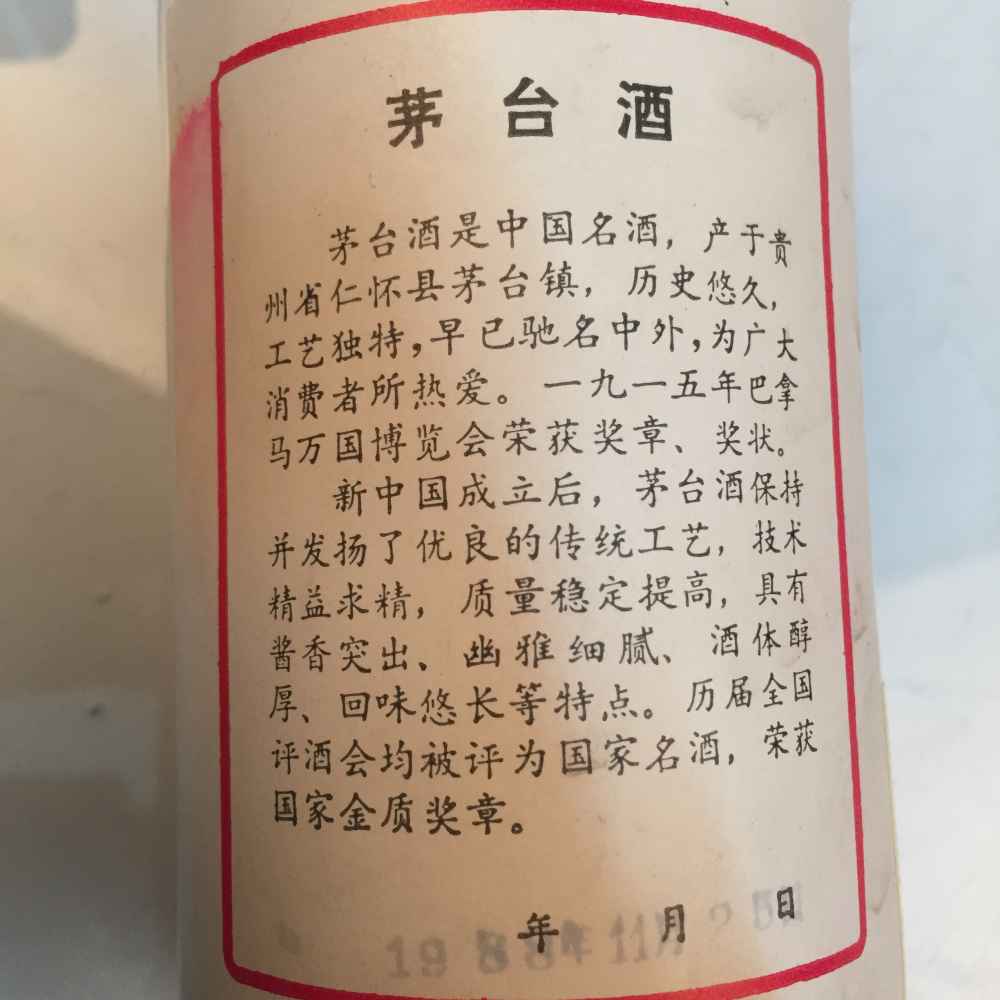 茅台酒
茅台酒是中国名酒，产于贵
州省仁怀县茅台镇，历史悠久，
工艺独特，早已驰名中外，为广大
消费者所热爱。一九一五年巴拿
马万国博览会荣获奖章、奖状。
新中国成立后，茅台酒保持
并发扬了优良的传统工艺，技术
精益求精，质量稳定提高，具有
酱香突出、幽雅细腻、酒体醇
厚、回味悠长等特点。历届全国
评酒会均被评为国家名酒，荣获
国家金质奖章。
年 月 日